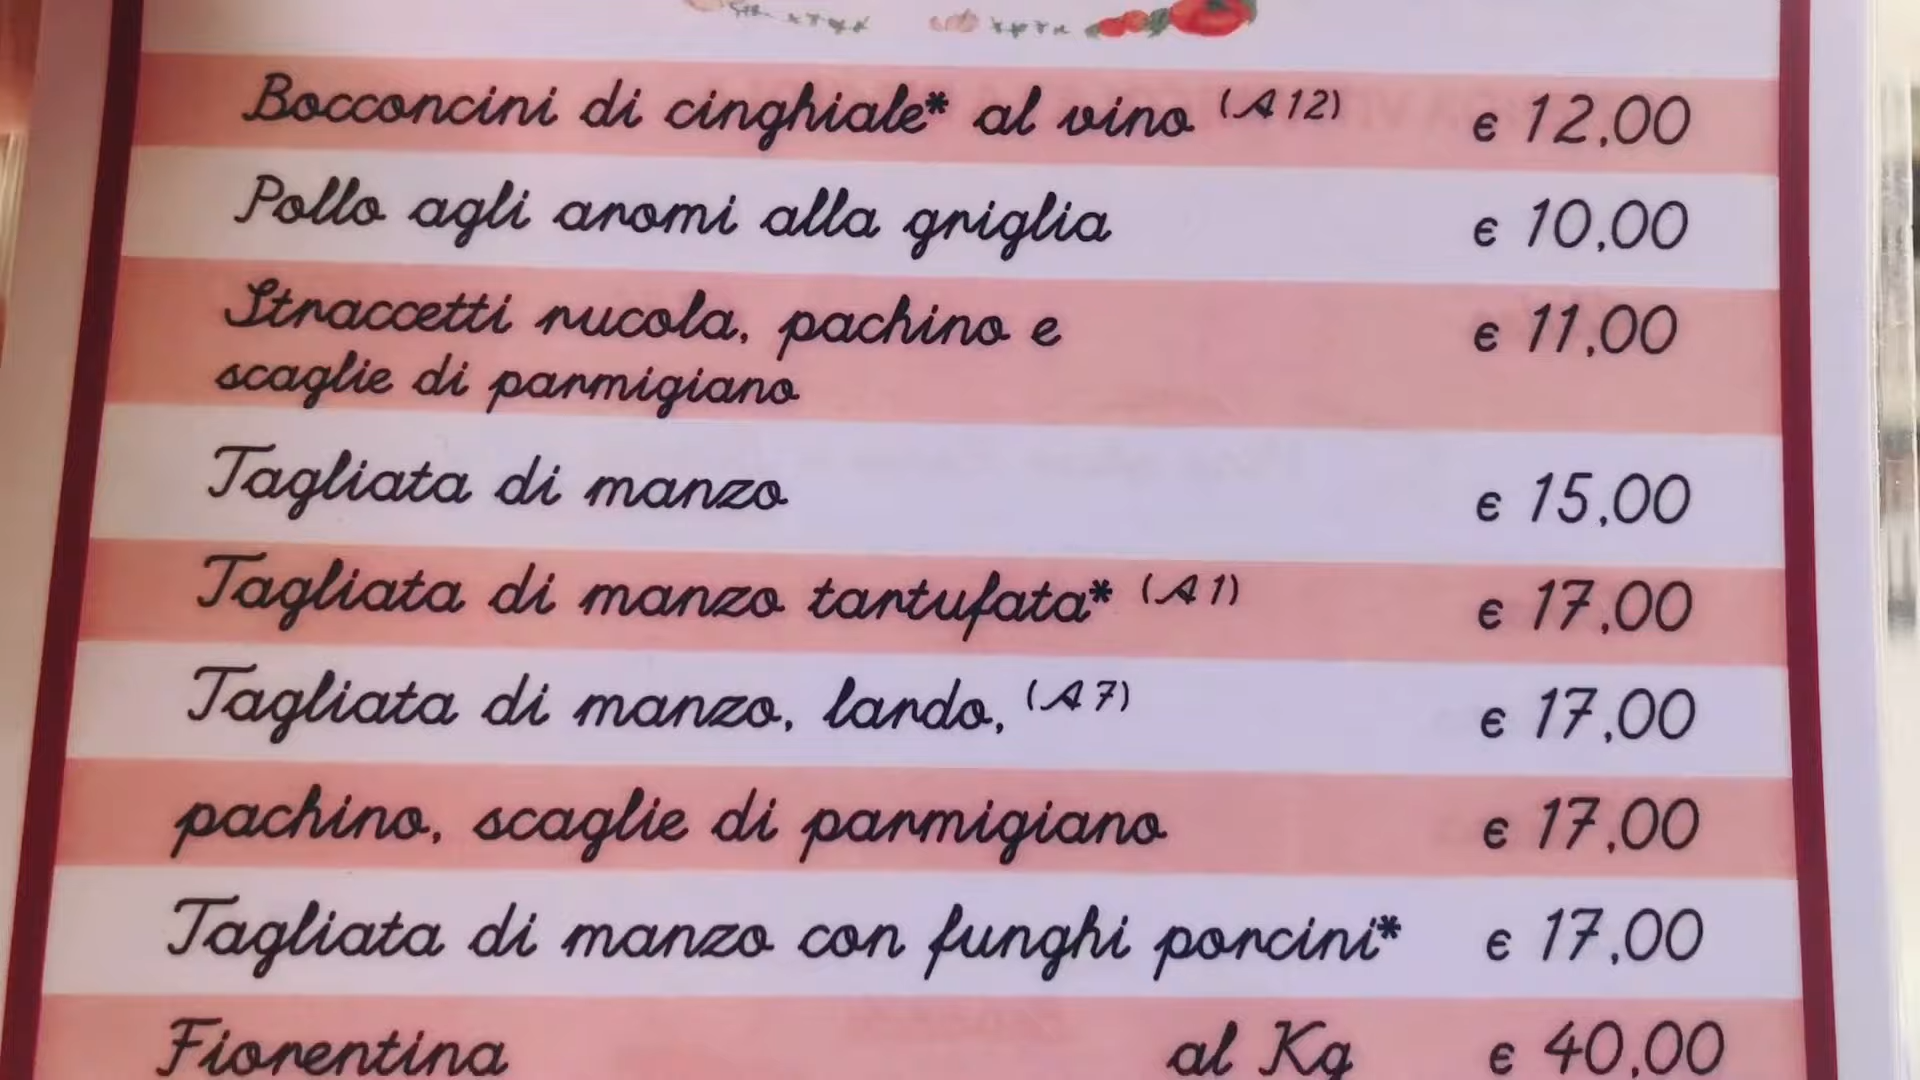 Bocconcini di cinghiale* al vino (A 12) € 12,00
Pollo agli aromi alla griglia € 10,00
Straccetti rucola, pachino e € 11,00
scaglie di parmigiano
Tagliata di manzo € 15,00
Tagliata di manzo tartufata* (A 1) € 17,00
Tagliata di manzo, lardo, (A 7) € 17,00
pachino, scaglie di parmigiano € 17,00
Tagliata di manzo con funghi porcini* € 17,00
Fiorentina al Kg € 40,00